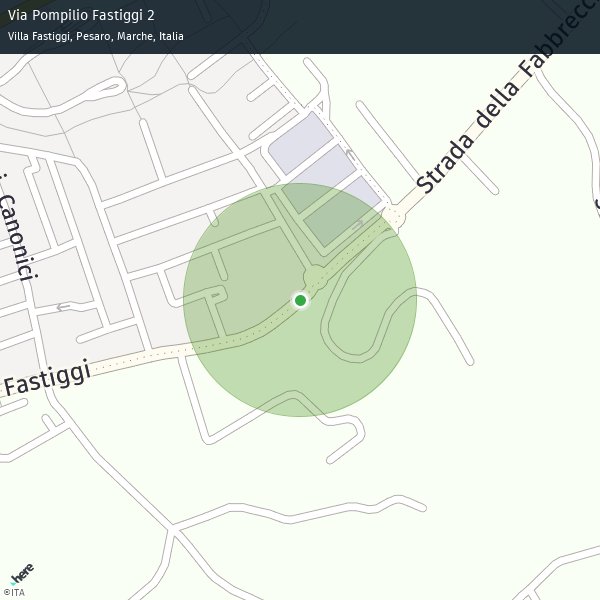 Via Pompilio Fastiggi 2
Villa Fastiggi, Pesaro, Marche, Italia
Strada della Fabbrecc
i Canonici
Fastiggi
here
©ITA